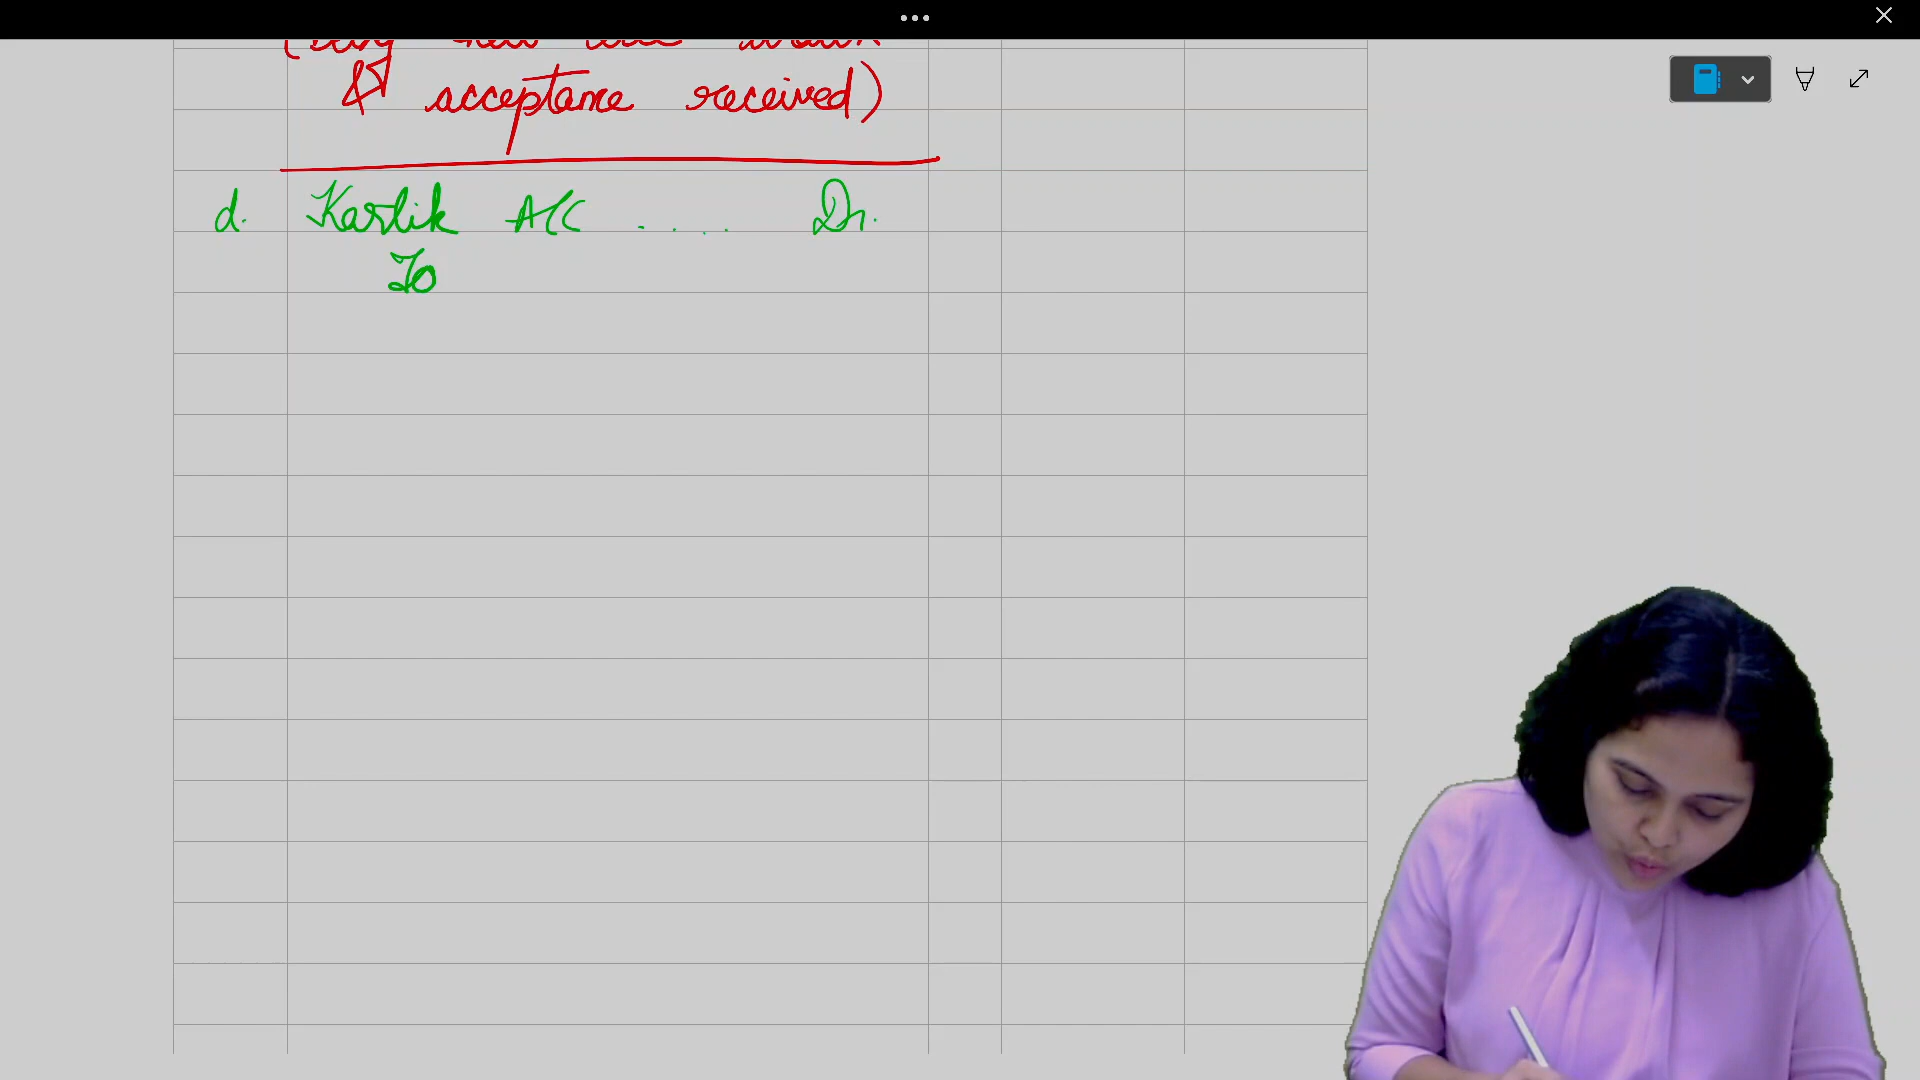 & acceptance received)
d. Kartik A/C ..... Dr.
To